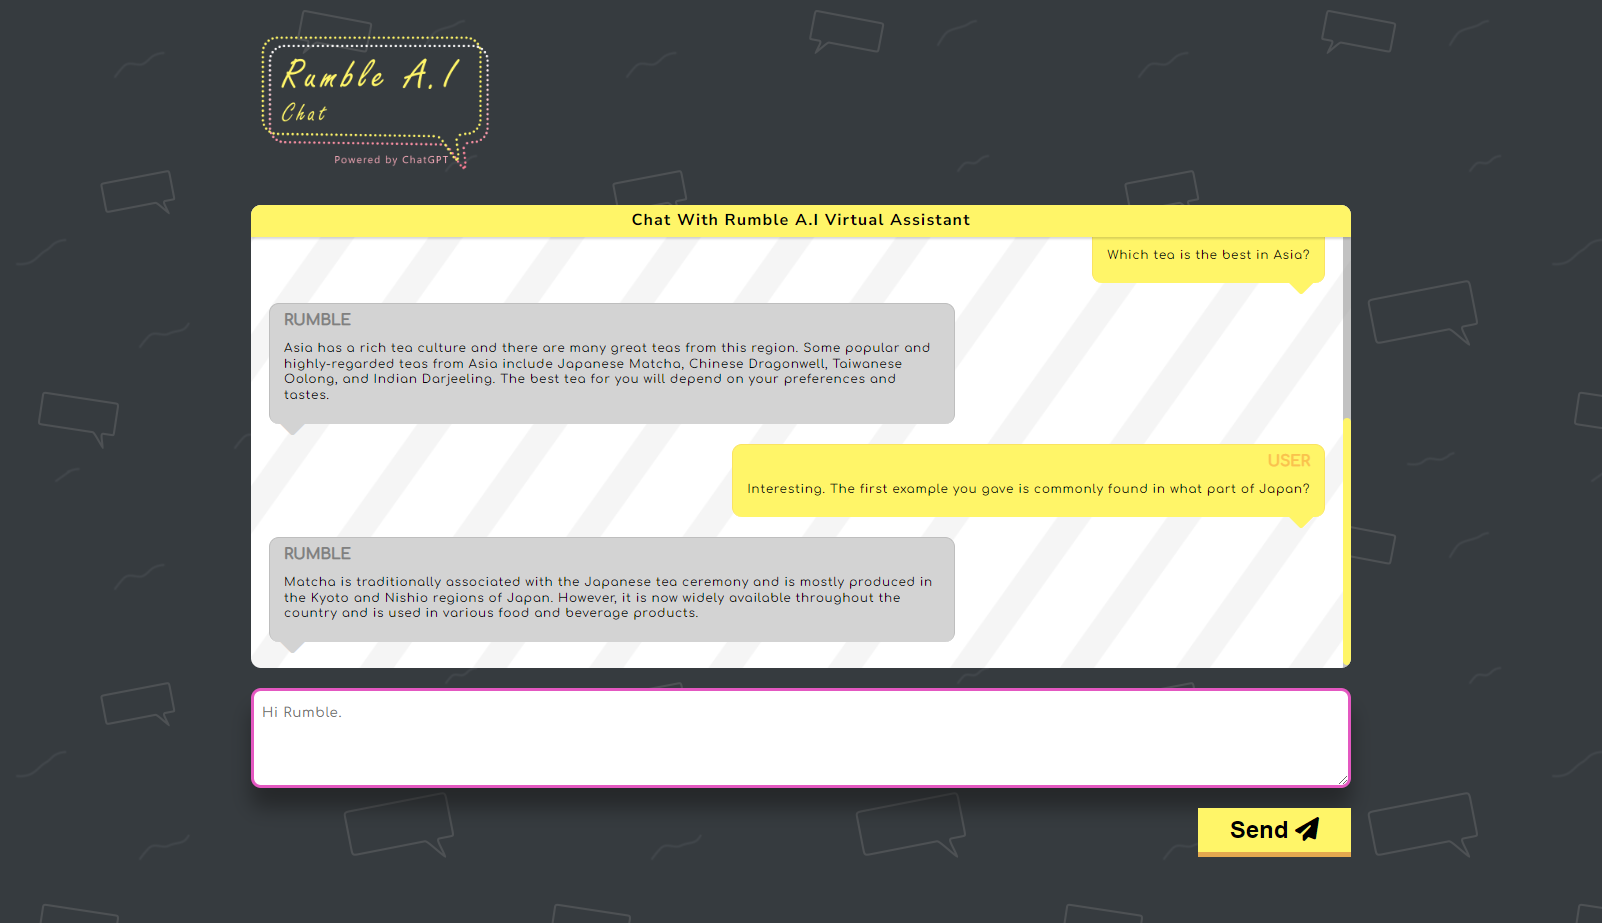 Rumble A.I
Chat
Powered by ChatGPT
Chat With Rumble A.I Virtual Assistant
Which tea is the best in Asia?
RUMBLE
Asia has a rich tea culture and there are many great teas from this region. Some popular and
highly-regarded teas from Asia include Japanese Matcha, Chinese Dragonwell, Taiwanese
Oolong, and Indian Darjeeling. The best tea for you will depend on your preferences and
tastes.
USER
Interesting. The first example you gave is commonly found in what part of Japan?
RUMBLE
Matcha is traditionally associated with the Japanese tea ceremony and is mostly produced in
the Kyoto and Nishio regions of Japan. However, it is now widely available throughout the
country and is used in various food and beverage products.
Hi Rumble.
Send